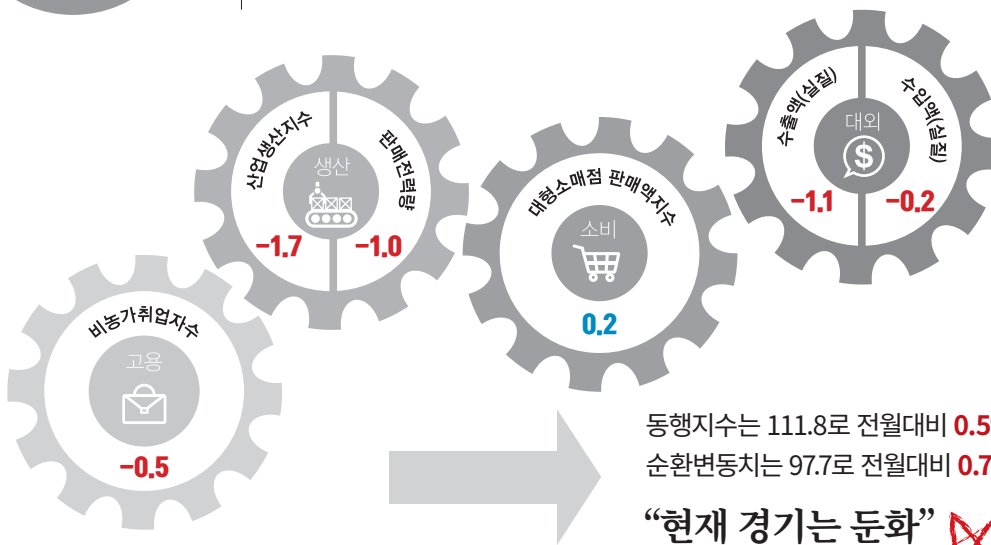 수출액(실질)
수입액(실질)
대외
$
-1.1
-0.2
산업생산지수
판매전력량
생산
-1.7
-1.0
대형소매점 판매액지수
소비
0.2
비농가취업자수
고용
-0.5
동행지수는 111.8로 전월대비 0.5
순환변동치는 97.7로 전월대비 0.7
“현재 경기는 둔화”